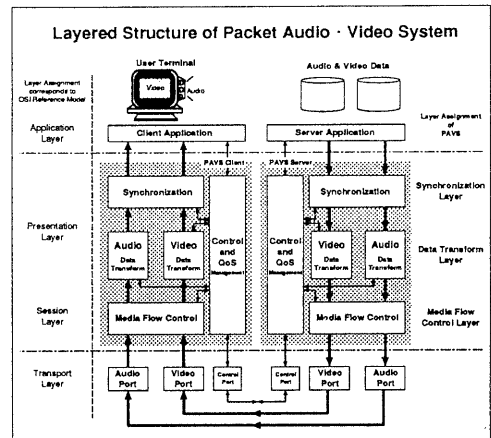 Layered Structure of Packet Audio · Video System
User Terminal
Audio & Video Data
Layer Assignment
corresponds to
OSI Reference Model
Video
Audio
Layer Assignment
of
PAVS
Application
Layer
Client Application
Server Application
PAVS Client
PAVS Server
Synchronization
Synchronization
Synchronization
Layer
Presentation
Layer
Audio
Data
Transform
Video
Data
Transform
Control
and
QoS
Management
Control
and
QoS
Management
Video
Data
Transform
Audio
Data
Transform
Data Transform
Layer
Session
Layer
Media Flow Control
Media Flow Control
Media Flow
Control Layer
Transport
Layer
Audio
Port
Video
Port
Control
Port
Control
Port
Video
Port
Audio
Port